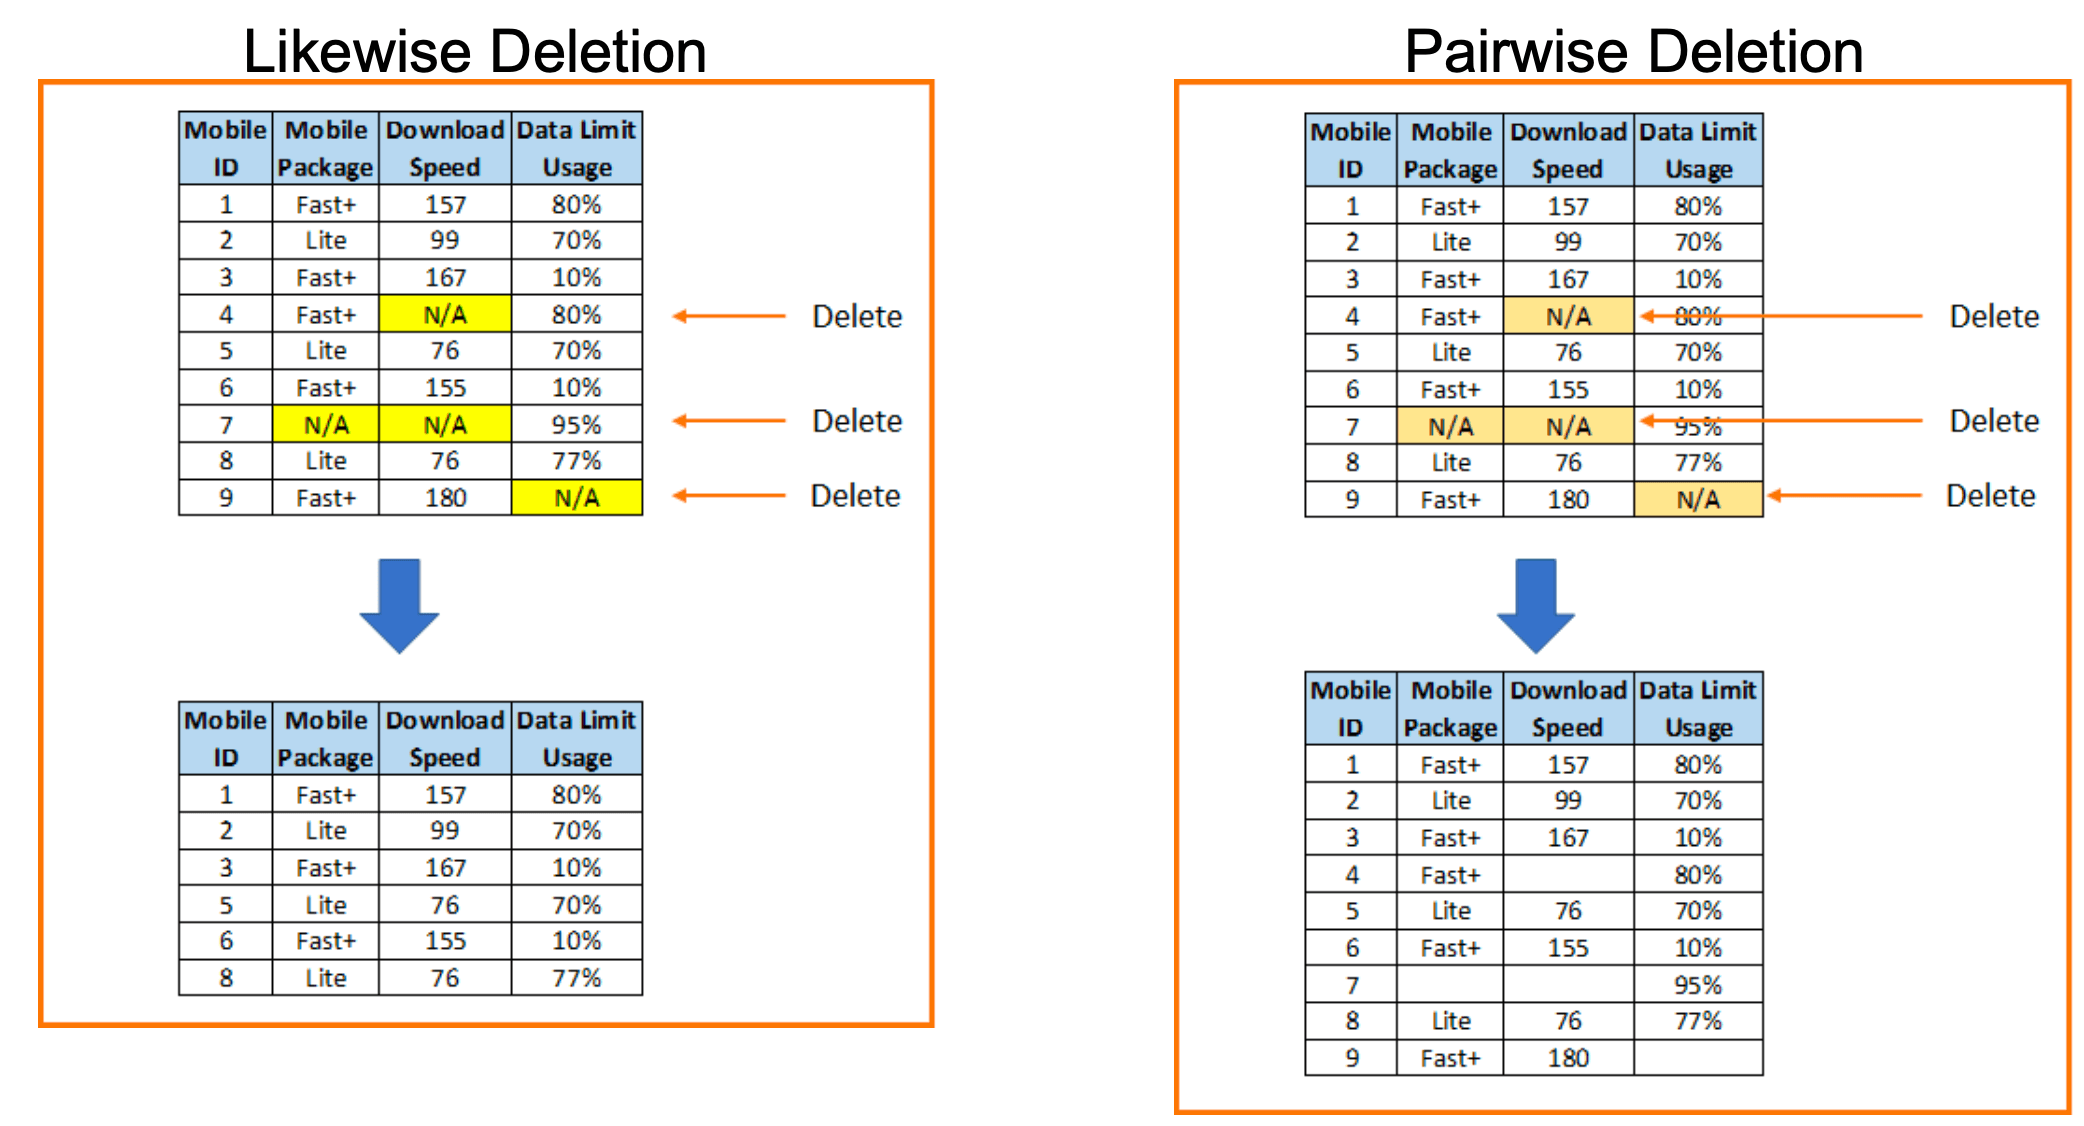 Likewise Deletion
Mobile ID Mobile Package Download Speed Data Limit Usage
1 Fast+ 157 80%
2 Lite 99 70%
3 Fast+ 167 10%
4 Fast+ N/A 80% Delete
5 Lite 76 70%
6 Fast+ 155 10%
7 N/A N/A 95% Delete
8 Lite 76 77%
9 Fast+ 180 N/A Delete
Mobile ID Mobile Package Download Speed Data Limit Usage
1 Fast+ 157 80%
2 Lite 99 70%
3 Fast+ 167 10%
5 Lite 76 70%
6 Fast+ 155 10%
8 Lite 76 77%
Pairwise Deletion
Mobile ID Mobile Package Download Speed Data Limit Usage
1 Fast+ 157 80%
2 Lite 99 70%
3 Fast+ 167 10%
4 Fast+ N/A 80% Delete
5 Lite 76 70%
6 Fast+ 155 10%
7 N/A N/A 95% Delete
8 Lite 76 77%
9 Fast+ 180 N/A Delete
Mobile ID Mobile Package Download Speed Data Limit Usage
1 Fast+ 157 80%
2 Lite 99 70%
3 Fast+ 167 10%
4 Fast+ 80%
5 Lite 76 70%
6 Fast+ 155 10%
7 95%
8 Lite 76 77%
9 Fast+ 180